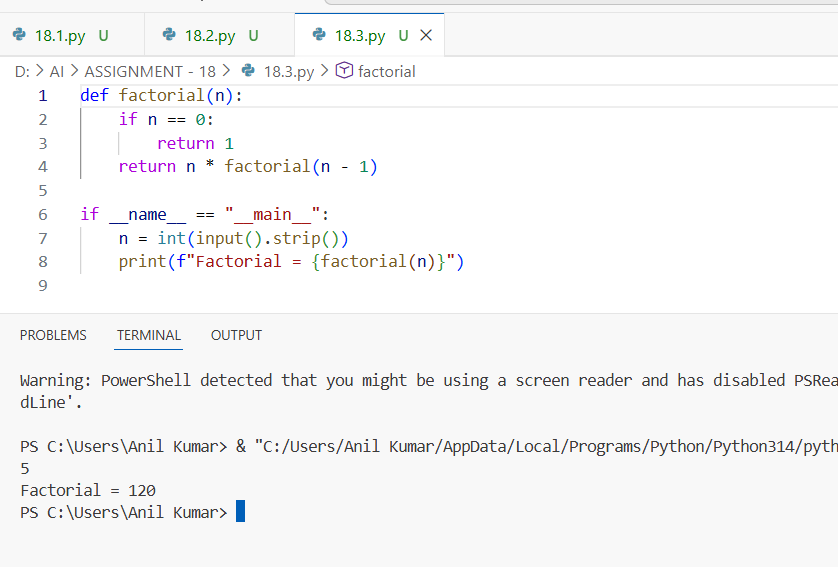 18.1.py U 18.2.py U 18.3.py U
D: > AI > ASSIGNMENT - 18 > 18.3.py > factorial
1 def factorial(n):
2     if n == 0:
3         return 1
4     return n * factorial(n - 1)
5
6 if __name__ == "__main__":
7     n = int(input().strip())
8     print(f"Factorial = {factorial(n)}")
9
PROBLEMS TERMINAL OUTPUT
Warning: PowerShell detected that you might be using a screen reader and has disabled PSRea
dLine'.
PS C:\Users\Anil Kumar> & "C:/Users/Anil Kumar/AppData/Local/Programs/Python/Python314/pyth
5
Factorial = 120
PS C:\Users\Anil Kumar>